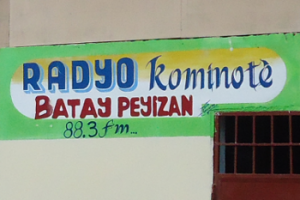 RADYO Kominotè
BATAY PEYIZAN
88.3 fm...